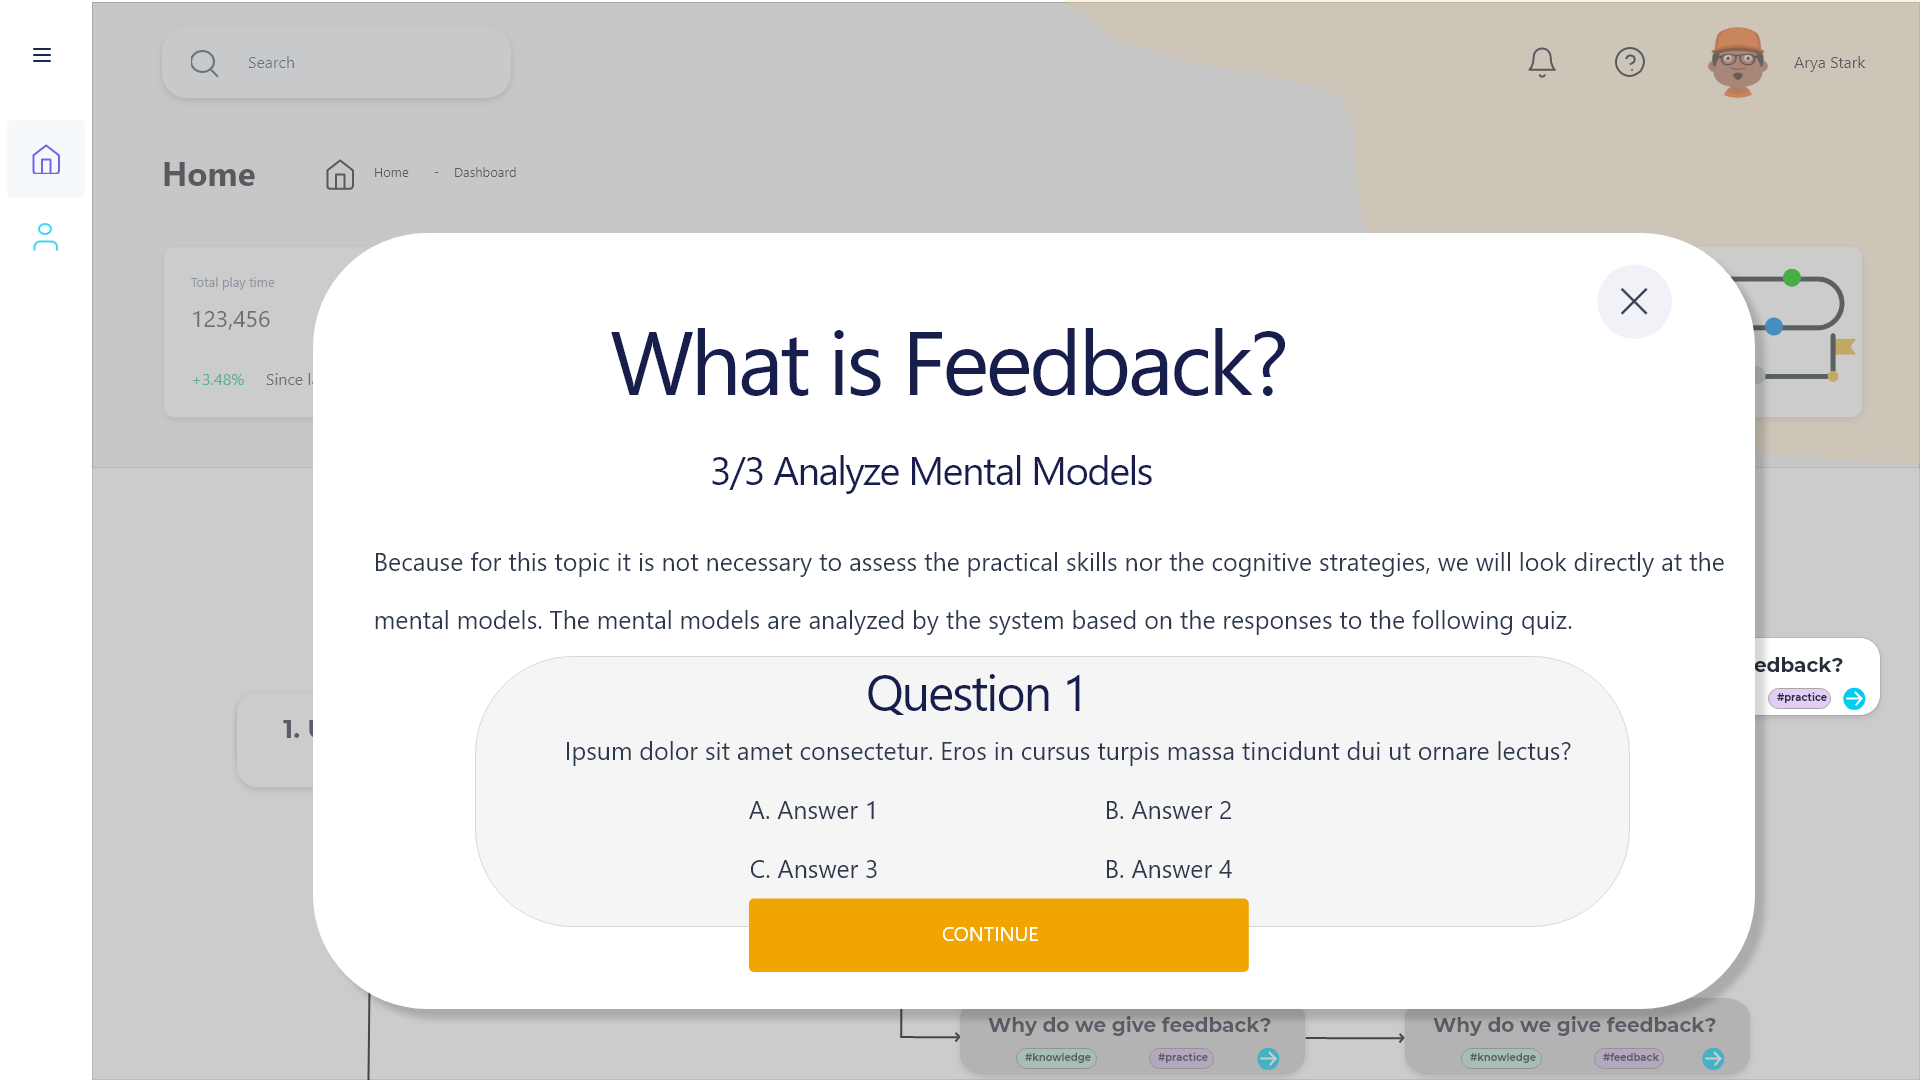 Search
Arya Stark
Home
Home - Dashboard
Total play time
123,456
+3.48% Since
What is Feedback?
3/3 Analyze Mental Models
Because for this topic it is not necessary to assess the practical skills nor the cognitive strategies, we will look directly at the
mental models. The mental models are analyzed by the system based on the responses to the following quiz.
Question 1
Ipsum dolor sit amet consectetur. Eros in cursus turpis massa tincidunt dui ut ornare lectus?
A. Answer 1 B. Answer 2
C. Answer 3 B. Answer 4
CONTINUE
edback?
#practice
1.
Why do we give feedback? Why do we give feedback?
#knowledge #practice #knowledge #feedback